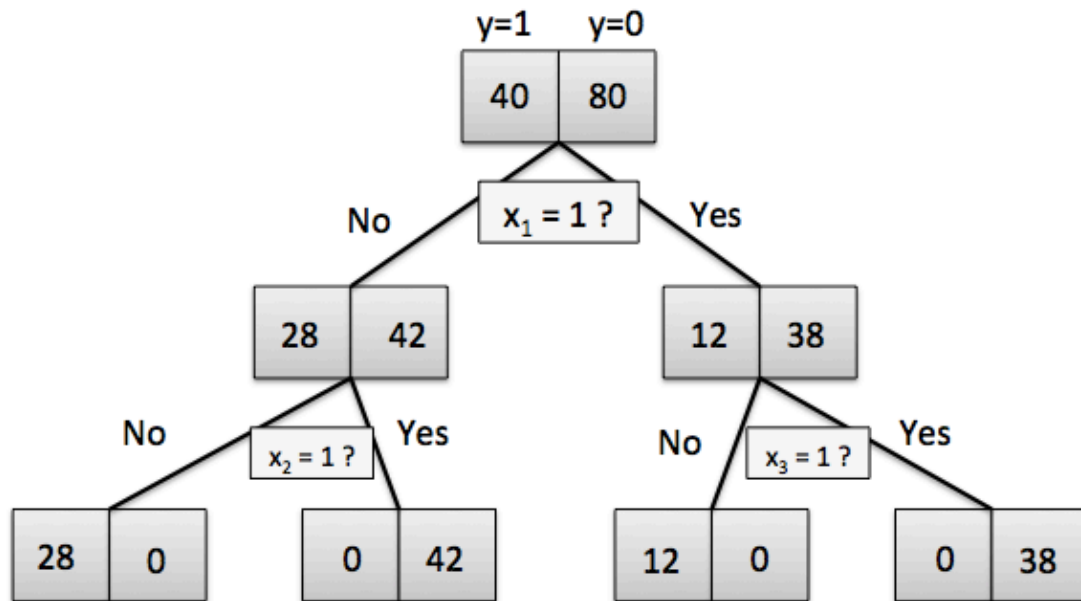 y=1 y=0
40 80
x₁ = 1 ?
No Yes
28 42 12 38
No Yes No Yes
x₂ = 1 ? x₃ = 1 ?
28 0 0 42 12 0 0 38